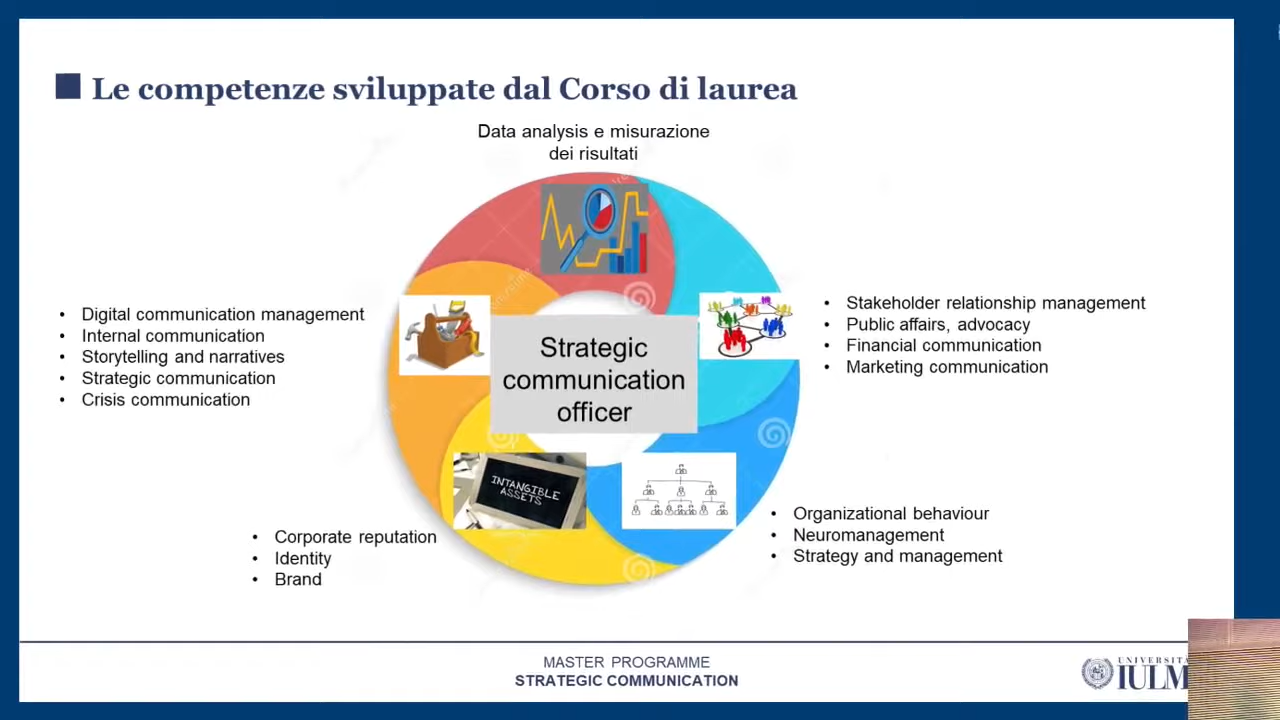 Le competenze sviluppate dal Corso di laurea
Data analysis e misurazione
dei risultati
• Digital communication management
• Internal communication
• Storytelling and narratives
• Strategic communication
• Crisis communication
Strategic
communication
officer
• Stakeholder relationship management
• Public affairs, advocacy
• Financial communication
• Marketing communication
INTANGIBLE
ASSETS
• Corporate reputation
• Identity
• Brand
• Organizational behaviour
• Neuromanagement
• Strategy and management
MASTER PROGRAMME
STRATEGIC COMMUNICATION
UNIVERSITA
IULM